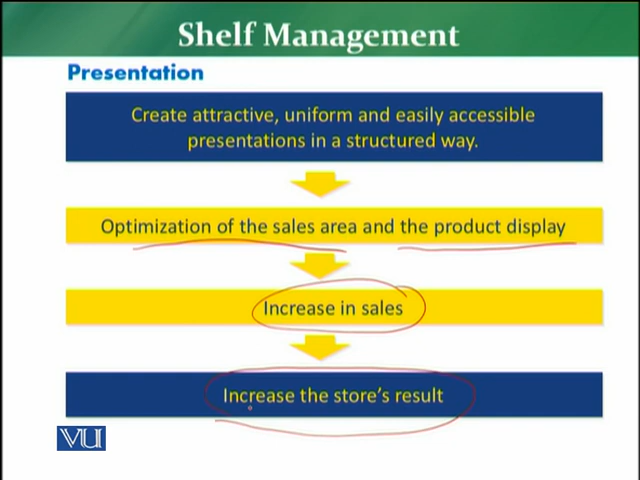 Shelf Management
Presentation
Create attractive, uniform and easily accessible
presentations in a structured way.
Optimization of the sales area and the product display
Increase in sales
Increase the store's result
VU